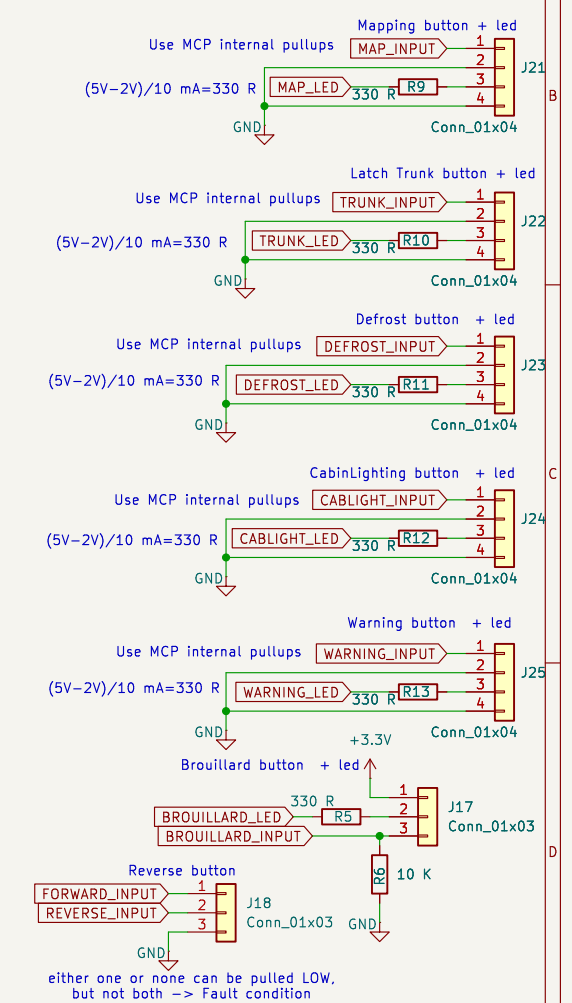 Mapping button + led
Use MCP internal pullups
MAP_INPUT
1
2
J21
(5V-2V)/10 mA=330 R
MAP_LED
330 R
R9
3
4
B
GND
Conn_01x04
Latch Trunk button + led
Use MCP internal pullups
TRUNK_INPUT
1
2
J22
(5V-2V)/10 mA=330 R
TRUNK_LED
330 R
R10
3
4
GND
Conn_01x04
Defrost button + led
Use MCP internal pullups
DEFROST_INPUT
1
2
J23
(5V-2V)/10 mA=330 R
DEFROST_LED
330 R
R11
3
4
GND
Conn_01x04
CabinLighting button + led
C
Use MCP internal pullups
CABLIGHT_INPUT
1
2
J24
(5V-2V)/10 mA=330 R
CABLIGHT_LED
330 R
R12
3
4
GND
Conn_01x04
Warning button + led
Use MCP internal pullups
WARNING_INPUT
1
2
J25
(5V-2V)/10 mA=330 R
WARNING_LED
330 R
R13
3
4
GND
Conn_01x04
+3.3V
Brouillard button + led
1
J17
330 R
BROUILLARD_LED
R5
2
Conn_01x03
BROUILLARD_INPUT
3
D
R6
10 K
GND
Reverse button
FORWARD_INPUT
1
J18
REVERSE_INPUT
2
Conn_01x03
3
GND
either one or none can be pulled LOW,
but not both -> Fault condition